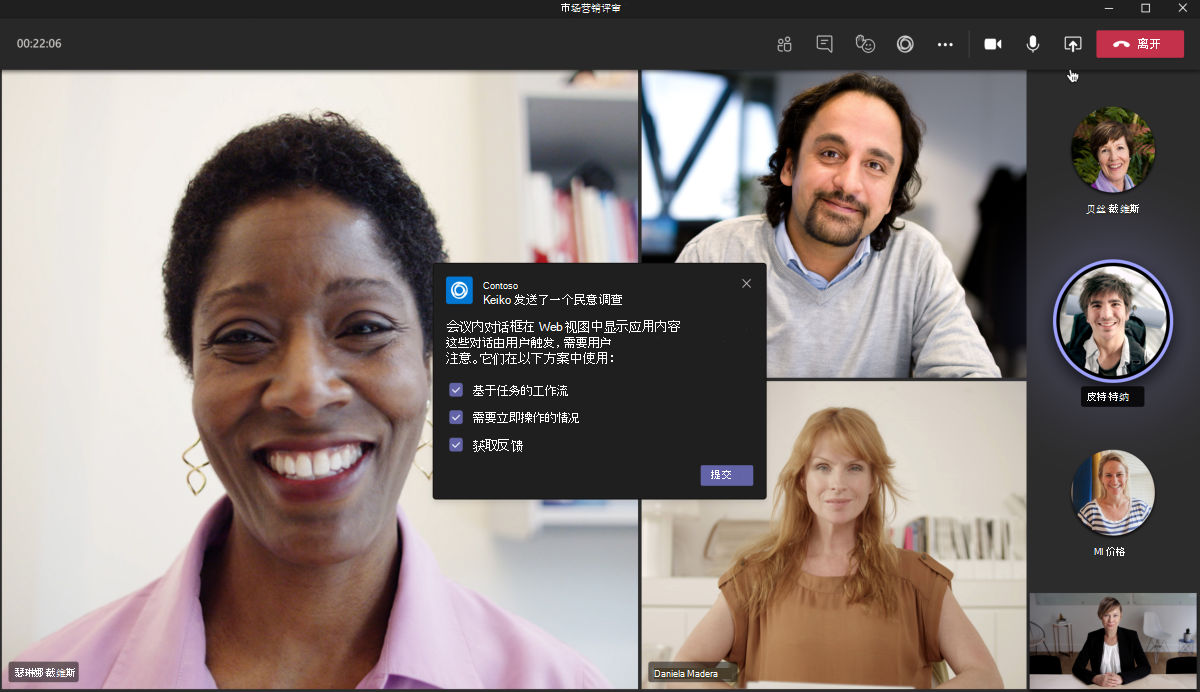 市场营销评审
00:22:06
离开
贝丝 戴维斯
Contoso
Keiko 发送了一个民意调查
会议内对话框在 Web 视图中显示应用内容
这些对话由用户触发, 需要用户
注意。它们在以下方案中使用:
基于任务的工作流
需要立即操作的情况
获取反馈
提交
皮特 特纳
MI 价格
瑟琳娜 戴维斯
Daniela Madera